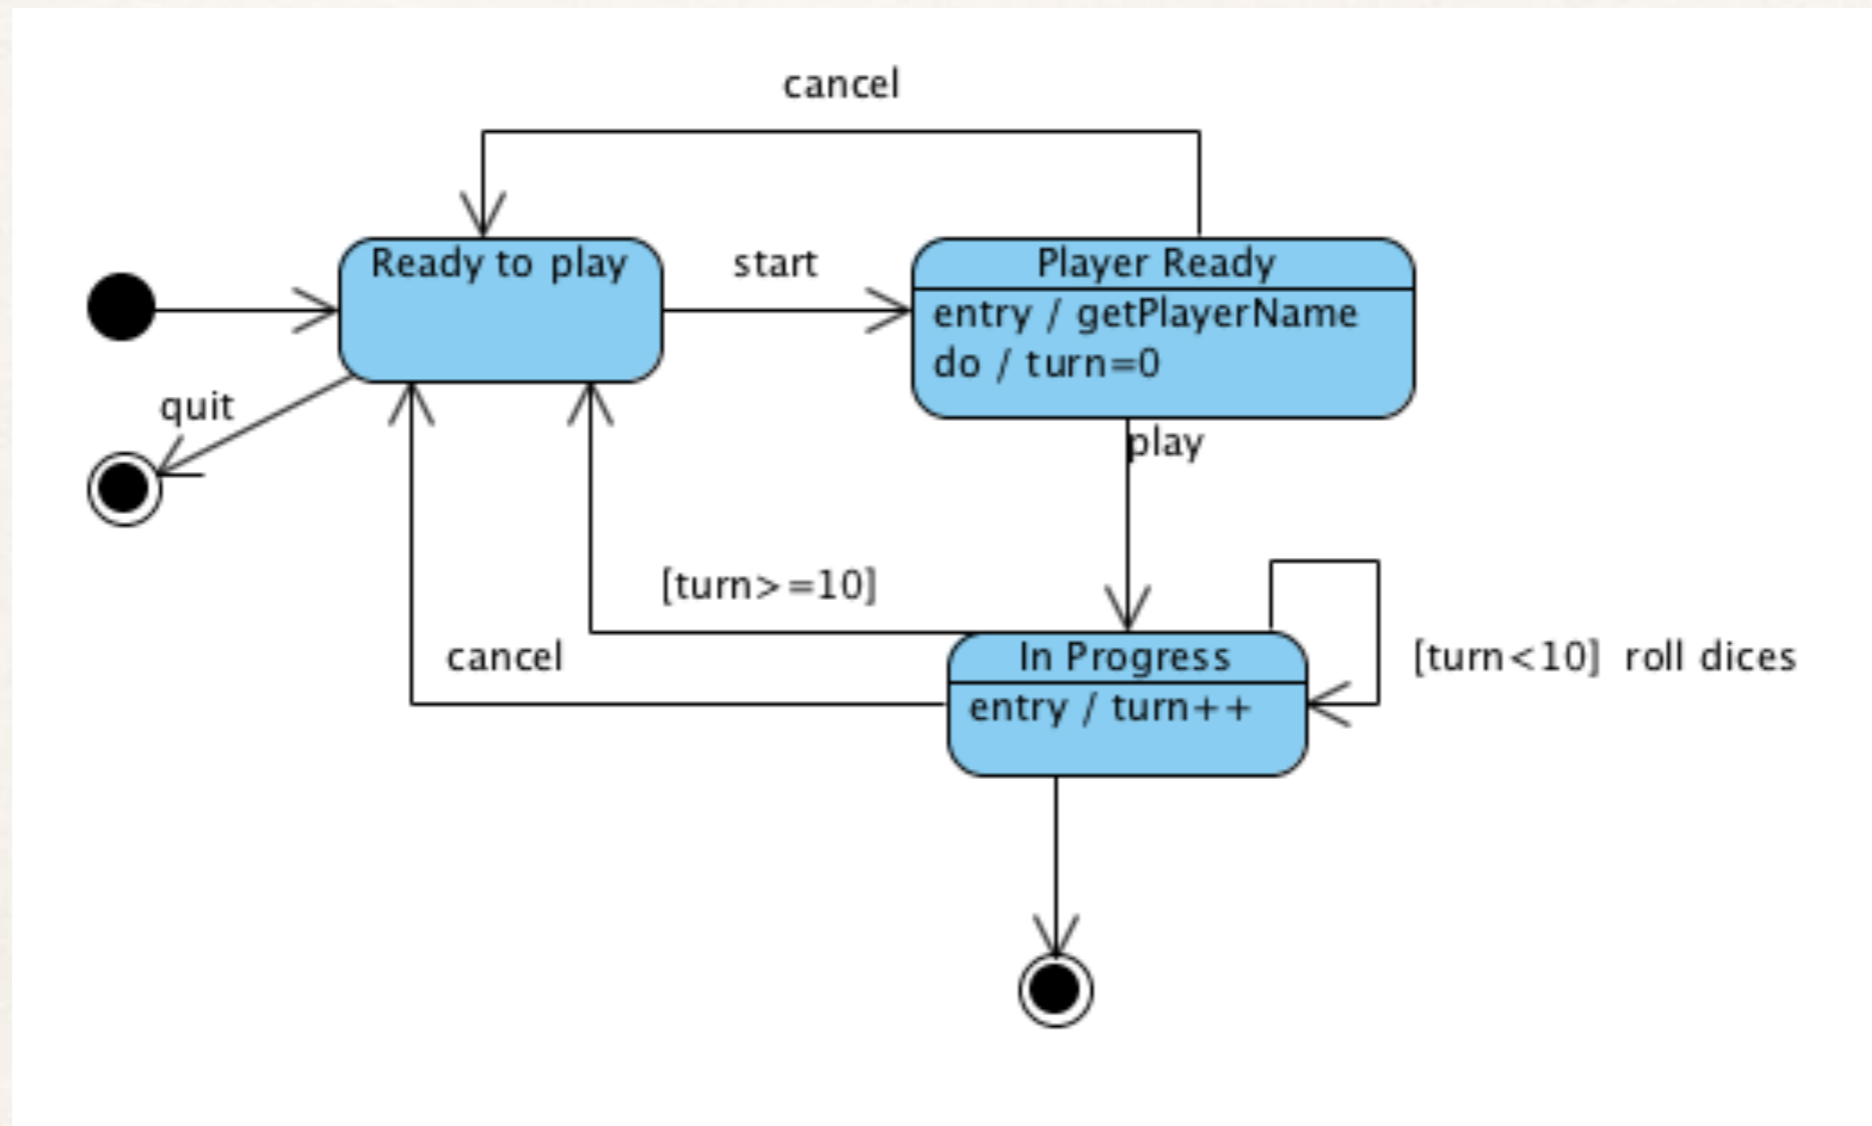 cancel
Ready to play
start
Player Ready
entry / getPlayerName
do / turn=0
quit
play
[turn>=10]
cancel
In Progress
entry / turn++
[turn<10] roll dices